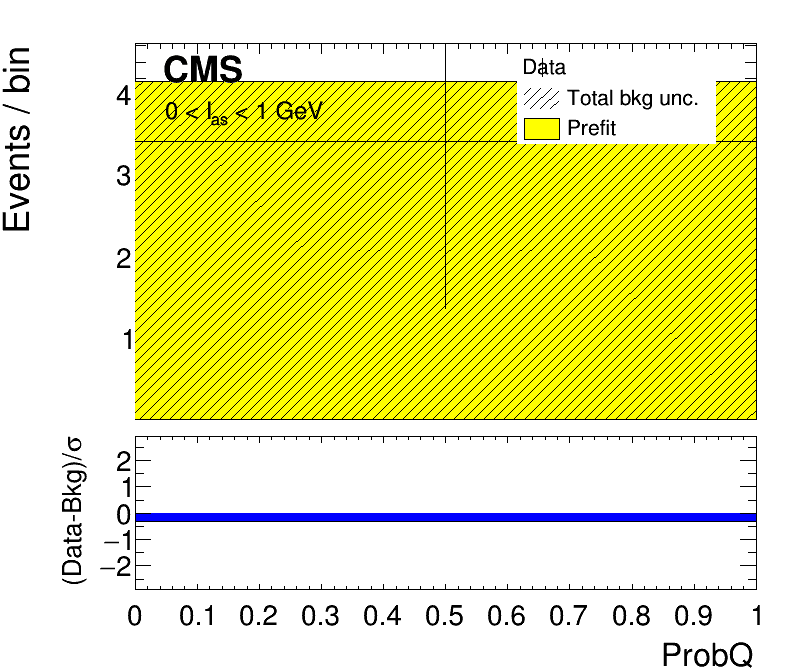 Events / bin
CMS
0 < I_as < 1 GeV
Data
Total bkg unc.
Prefit
4
3
2
1
(Data-Bkg)/σ
2
1
0
−1
−2
0 0.1 0.2 0.3 0.4 0.5 0.6 0.7 0.8 0.9 1
ProbQ